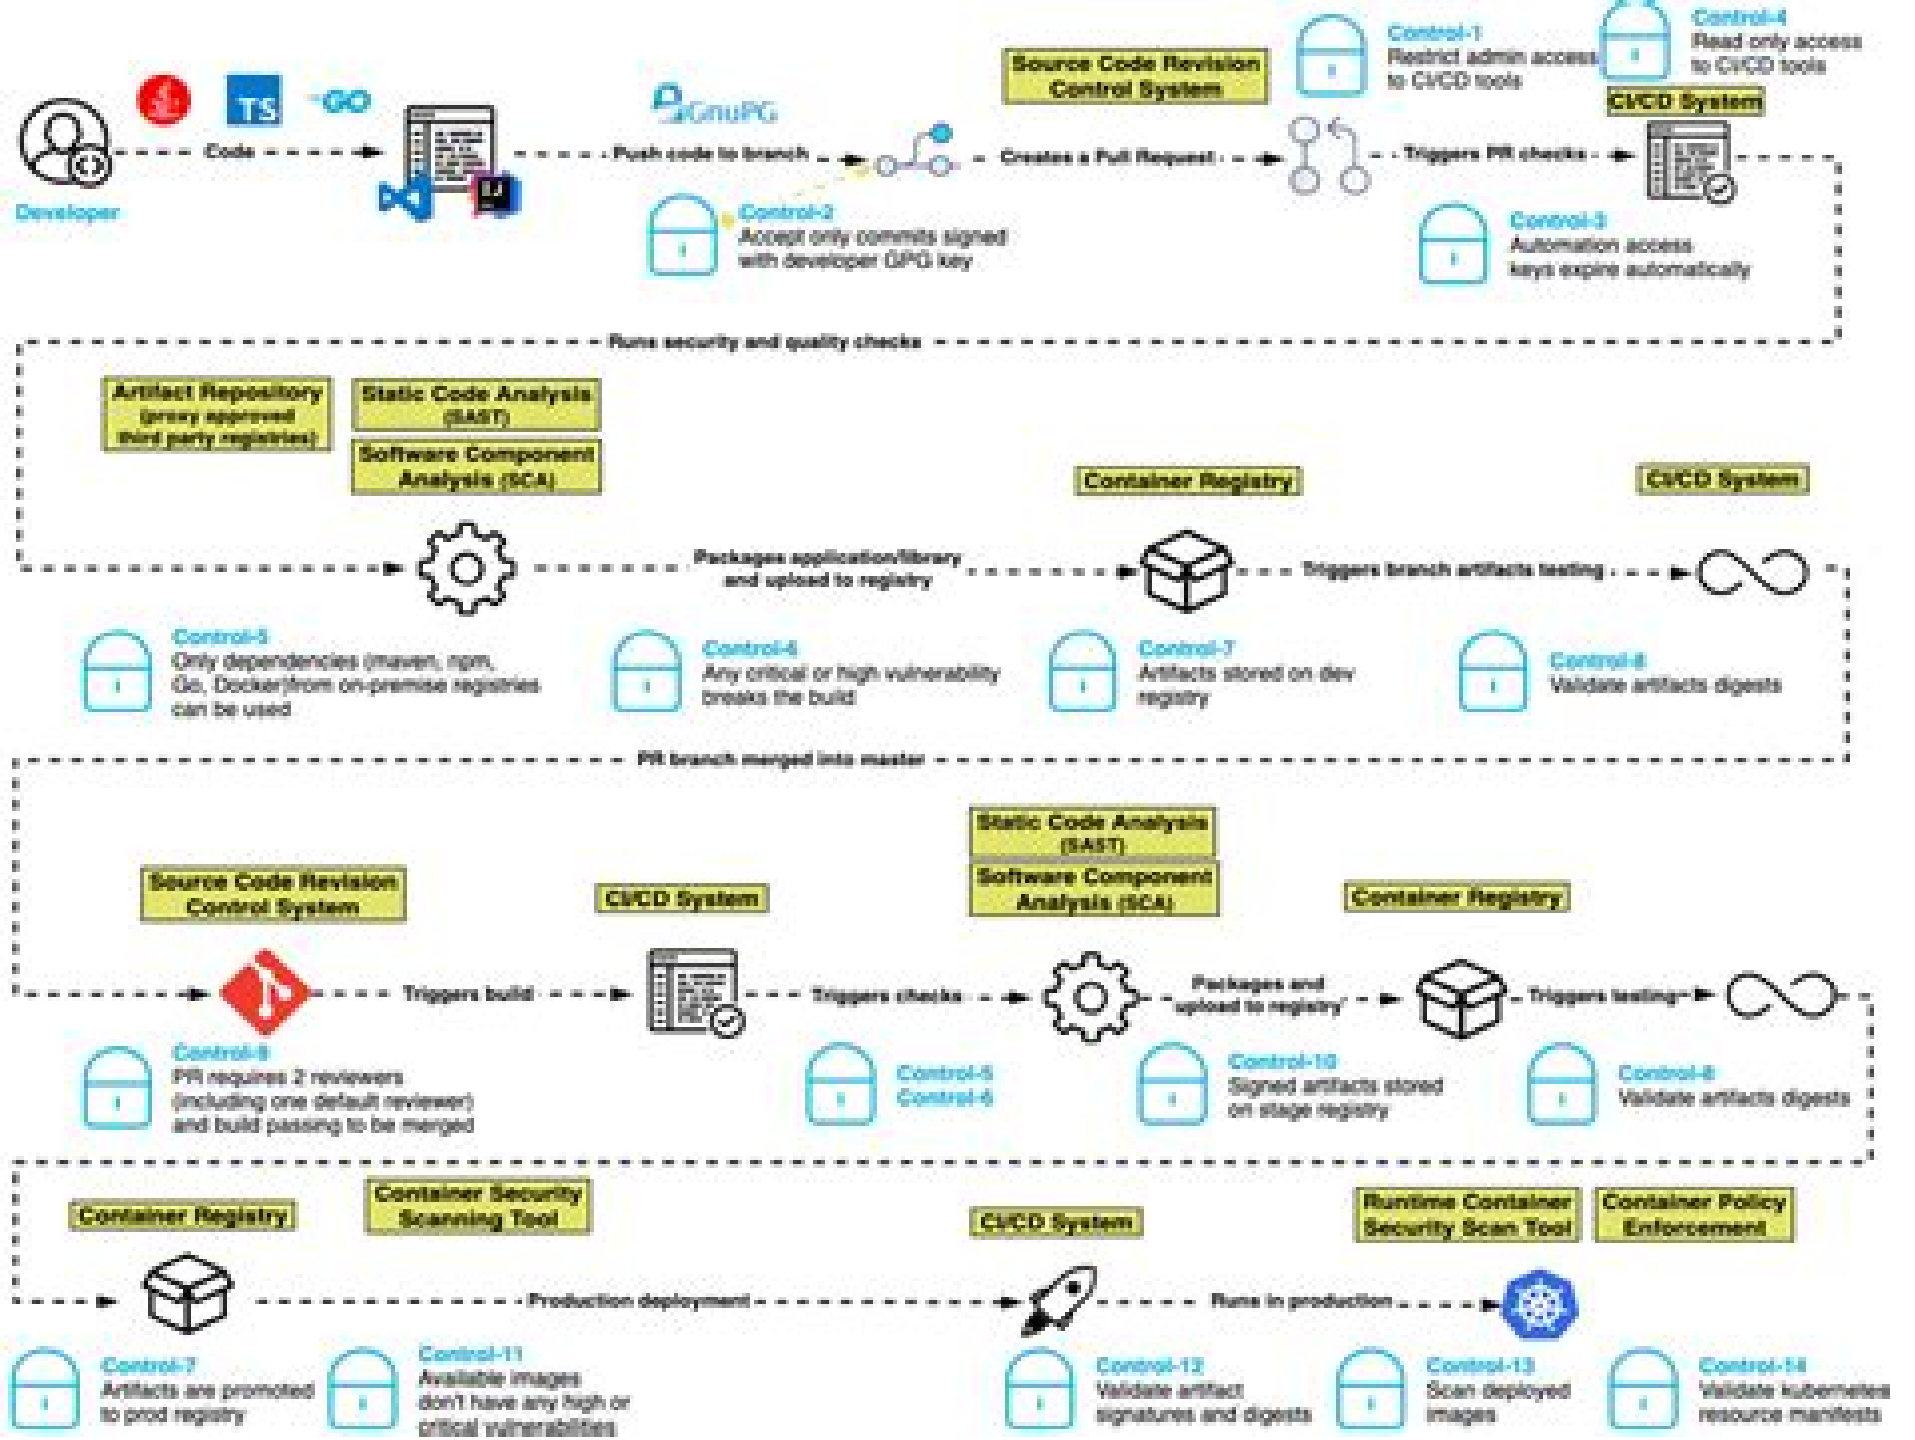 Control-1
Restrict admin access
to CI/CD tools
Control-4
Read only access
to CI/CD tools
Source Code Revision
Control System
CI/CD System
TS
GO
GnuPG
Code
Push code to branch
Creates a Pull Request
Triggers PR checks
IJ
Developer
Control-2
Accept only commits signed
with developer GPG key
Control-3
Automation access
keys expire automatically
Runs security and quality checks
Artifact Repository
(proxy approved
third party registries)
Static Code Analysis
(SAST)
Software Component
Analysis (SCA)
Container Registry
CI/CD System
Packages application/library
and upload to registry
Triggers branch artifacts testing
Control-5
Only dependencies (maven, npm,
Go, Docker)from on-premise registries
can be used
Control-6
Any critical or high vulnerability
breaks the build
Control-7
Artifacts stored on dev
registry
Control-8
Validate artifacts digests
PR branch merged into master
Source Code Revision
Control System
CI/CD System
Static Code Analysis
(SAST)
Software Component
Analysis (SCA)
Container Registry
Triggers build
Triggers checks
Packages and
upload to registry
Triggers testing
Control-9
PR requires 2 reviewers
(including one default reviewer)
and build passing to be merged
Control-5
Control-6
Control-10
Signed artifacts stored
on stage registry
Control-8
Validate artifacts digests
Container Registry
Container Security
Scanning Tool
CI/CD System
Runtime Container
Security Scan Tool
Container Policy
Enforcement
Production deployment
Runs in production
Control-7
Artifacts are promoted
to prod registry
Control-11
Available images
don't have any high or
critical vulnerabilities
Control-12
Validate artifact
signatures and digests
Control-13
Scan deployed
images
Control-14
Validate kubernetes
resource manifests